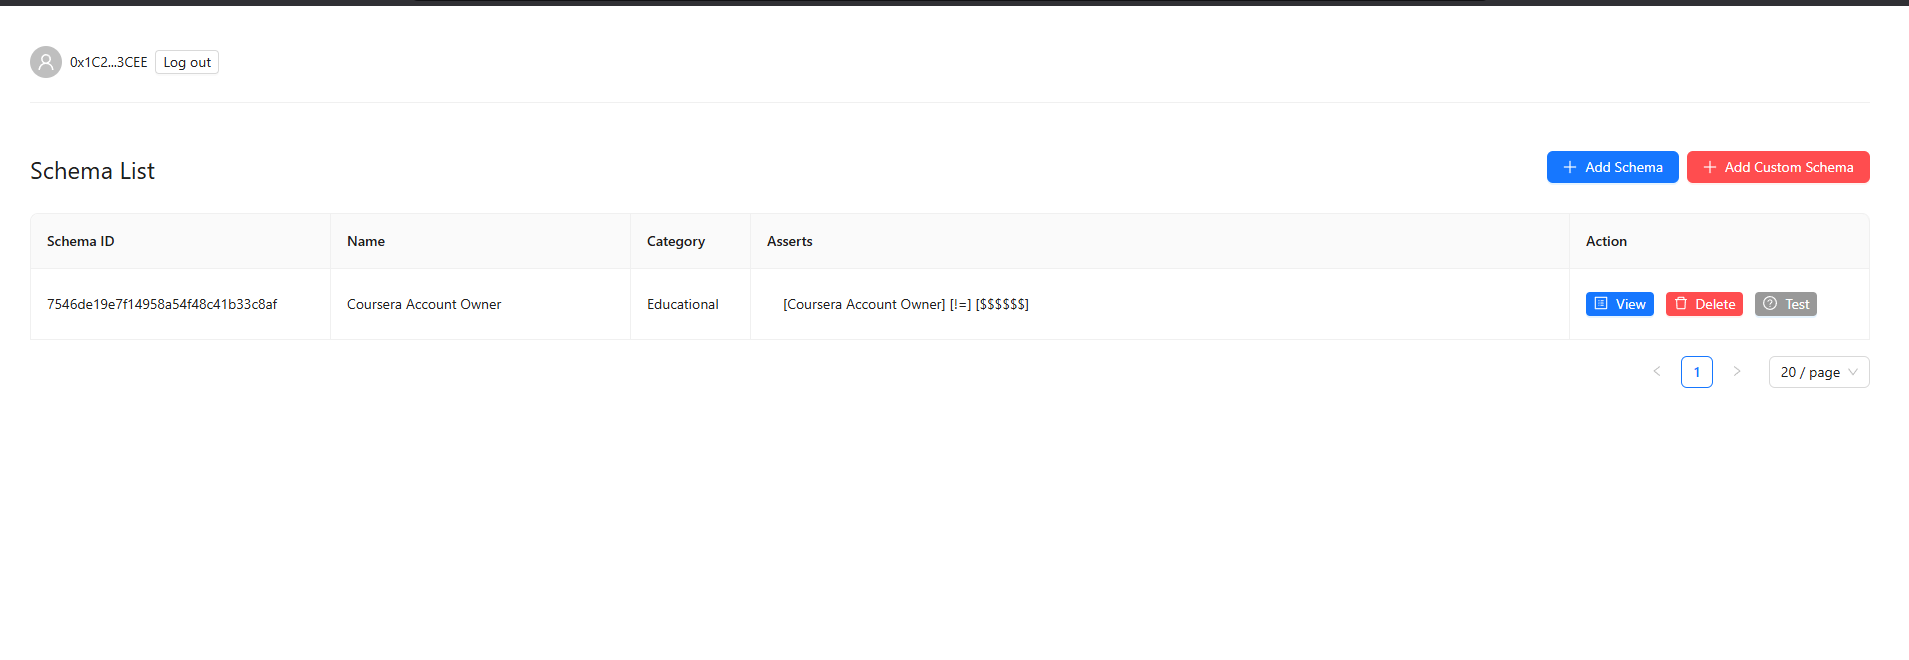 0x1C2...3CEE Log out
Schema List
Add Schema Add Custom Schema
Schema ID Name Category Asserts Action
7546de19e7f14958a54f48c41b33c8af Coursera Account Owner Educational [Coursera Account Owner] [!=] [$$$$$$] View Delete Test
< 1 > 20 / page